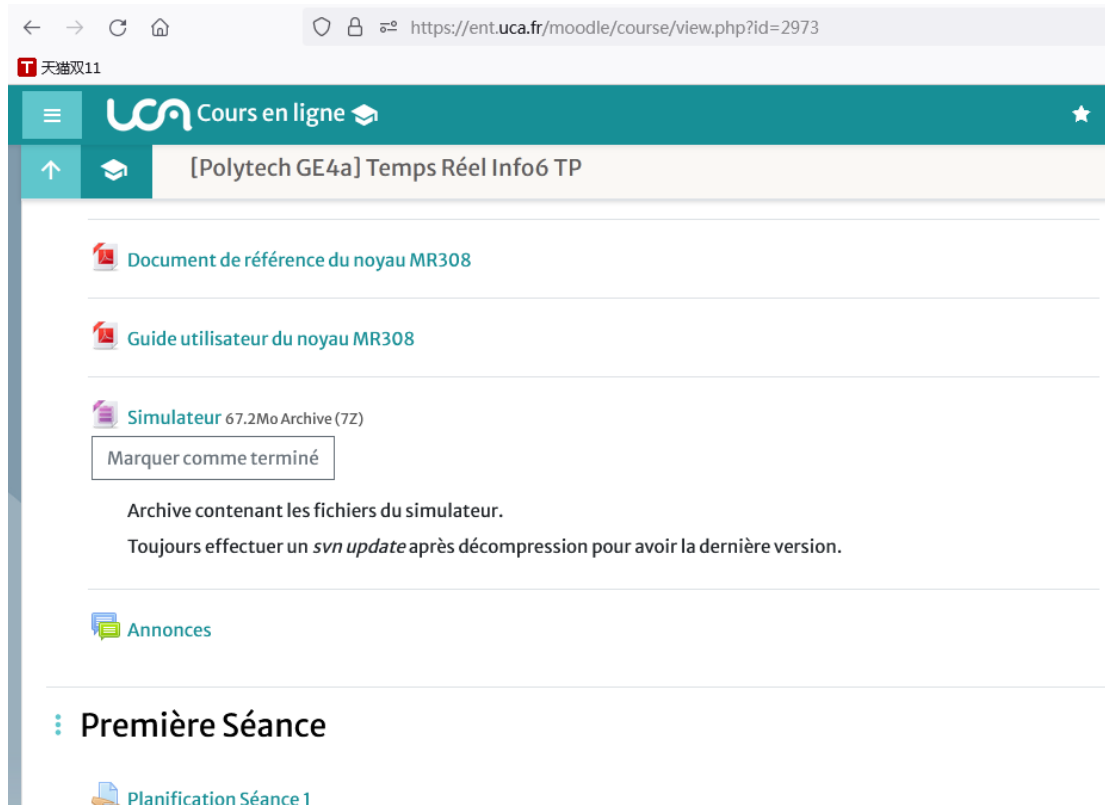 https://ent.uca.fr/moodle/course/view.php?id=2973
T 天猫双11
UCA Cours en ligne
[Polytech GE4a] Temps Réel Info6 TP
Document de référence du noyau MR308
Guide utilisateur du noyau MR308
Simulateur 67.2Mo Archive (7Z)
Marquer comme terminé
Archive contenant les fichiers du simulateur.
Toujours effectuer un svn update après décompression pour avoir la dernière version.
Annonces
Première Séance
Planification Séance 1